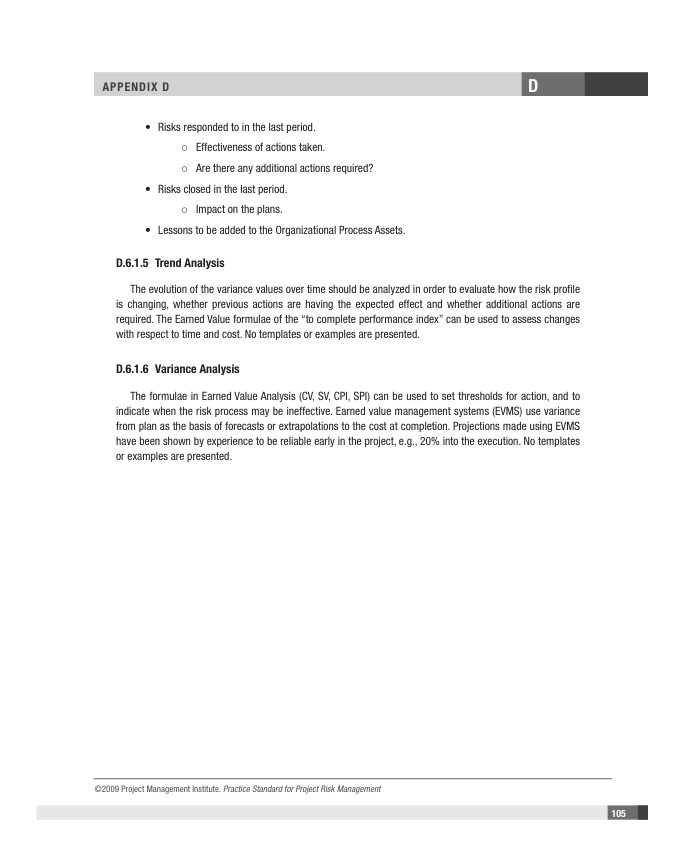 APPENDIX D
D
• Risks responded to in the last period.
○ Effectiveness of actions taken.
○ Are there any additional actions required?
• Risks closed in the last period.
○ Impact on the plans.
• Lessons to be added to the Organizational Process Assets.
D.6.1.5 Trend Analysis
The evolution of the variance values over time should be analyzed in order to evaluate how the risk profile
is changing, whether previous actions are having the expected effect and whether additional actions are
required. The Earned Value formulae of the “to complete performance index” can be used to assess changes
with respect to time and cost. No templates or examples are presented.
D.6.1.6 Variance Analysis
The formulae in Earned Value Analysis (CV, SV, CPI, SPI) can be used to set thresholds for action, and to
indicate when the risk process may be ineffective. Earned value management systems (EVMS) use variance
from plan as the basis of forecasts or extrapolations to the cost at completion. Projections made using EVMS
have been shown by experience to be reliable early in the project, e.g., 20% into the execution. No templates
or examples are presented.
©2009 Project Management Institute. Practice Standard for Project Risk Management
105